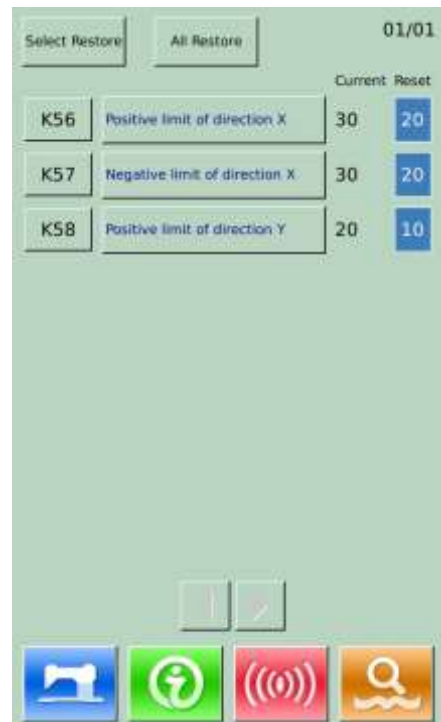 Select Restore All Restore 01/01
Current Reset
K56 Positive limit of direction X 30 20
K57 Negative limit of direction X 30 20
K58 Positive limit of direction Y 20 10